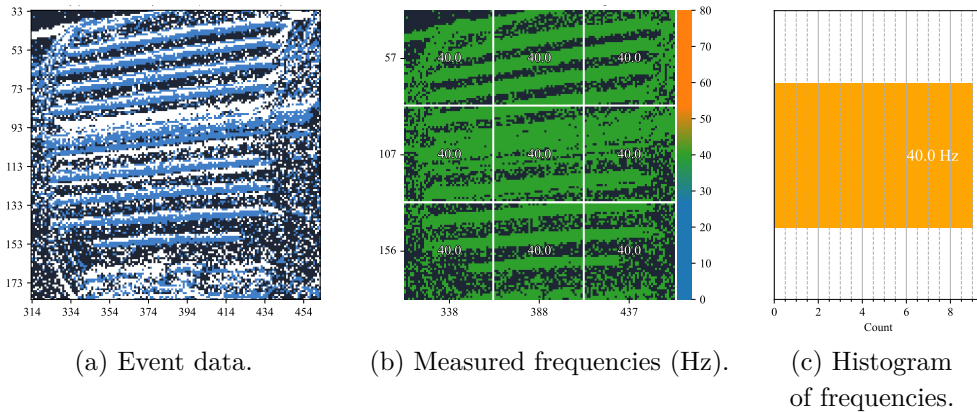 33
53
73
93
113
133
153
173
314 334 354 374 394 414 434 454
57
107
156
40.0 40.0 40.0
40.0 40.0 40.0
40.0 40.0 40.0
338 388 437
80
70
60
50
40
30
20
10
0
40.0 Hz
0 2 4 6 8
Count
(a) Event data.
(b) Measured frequencies (Hz).
(c) Histogram
of frequencies.